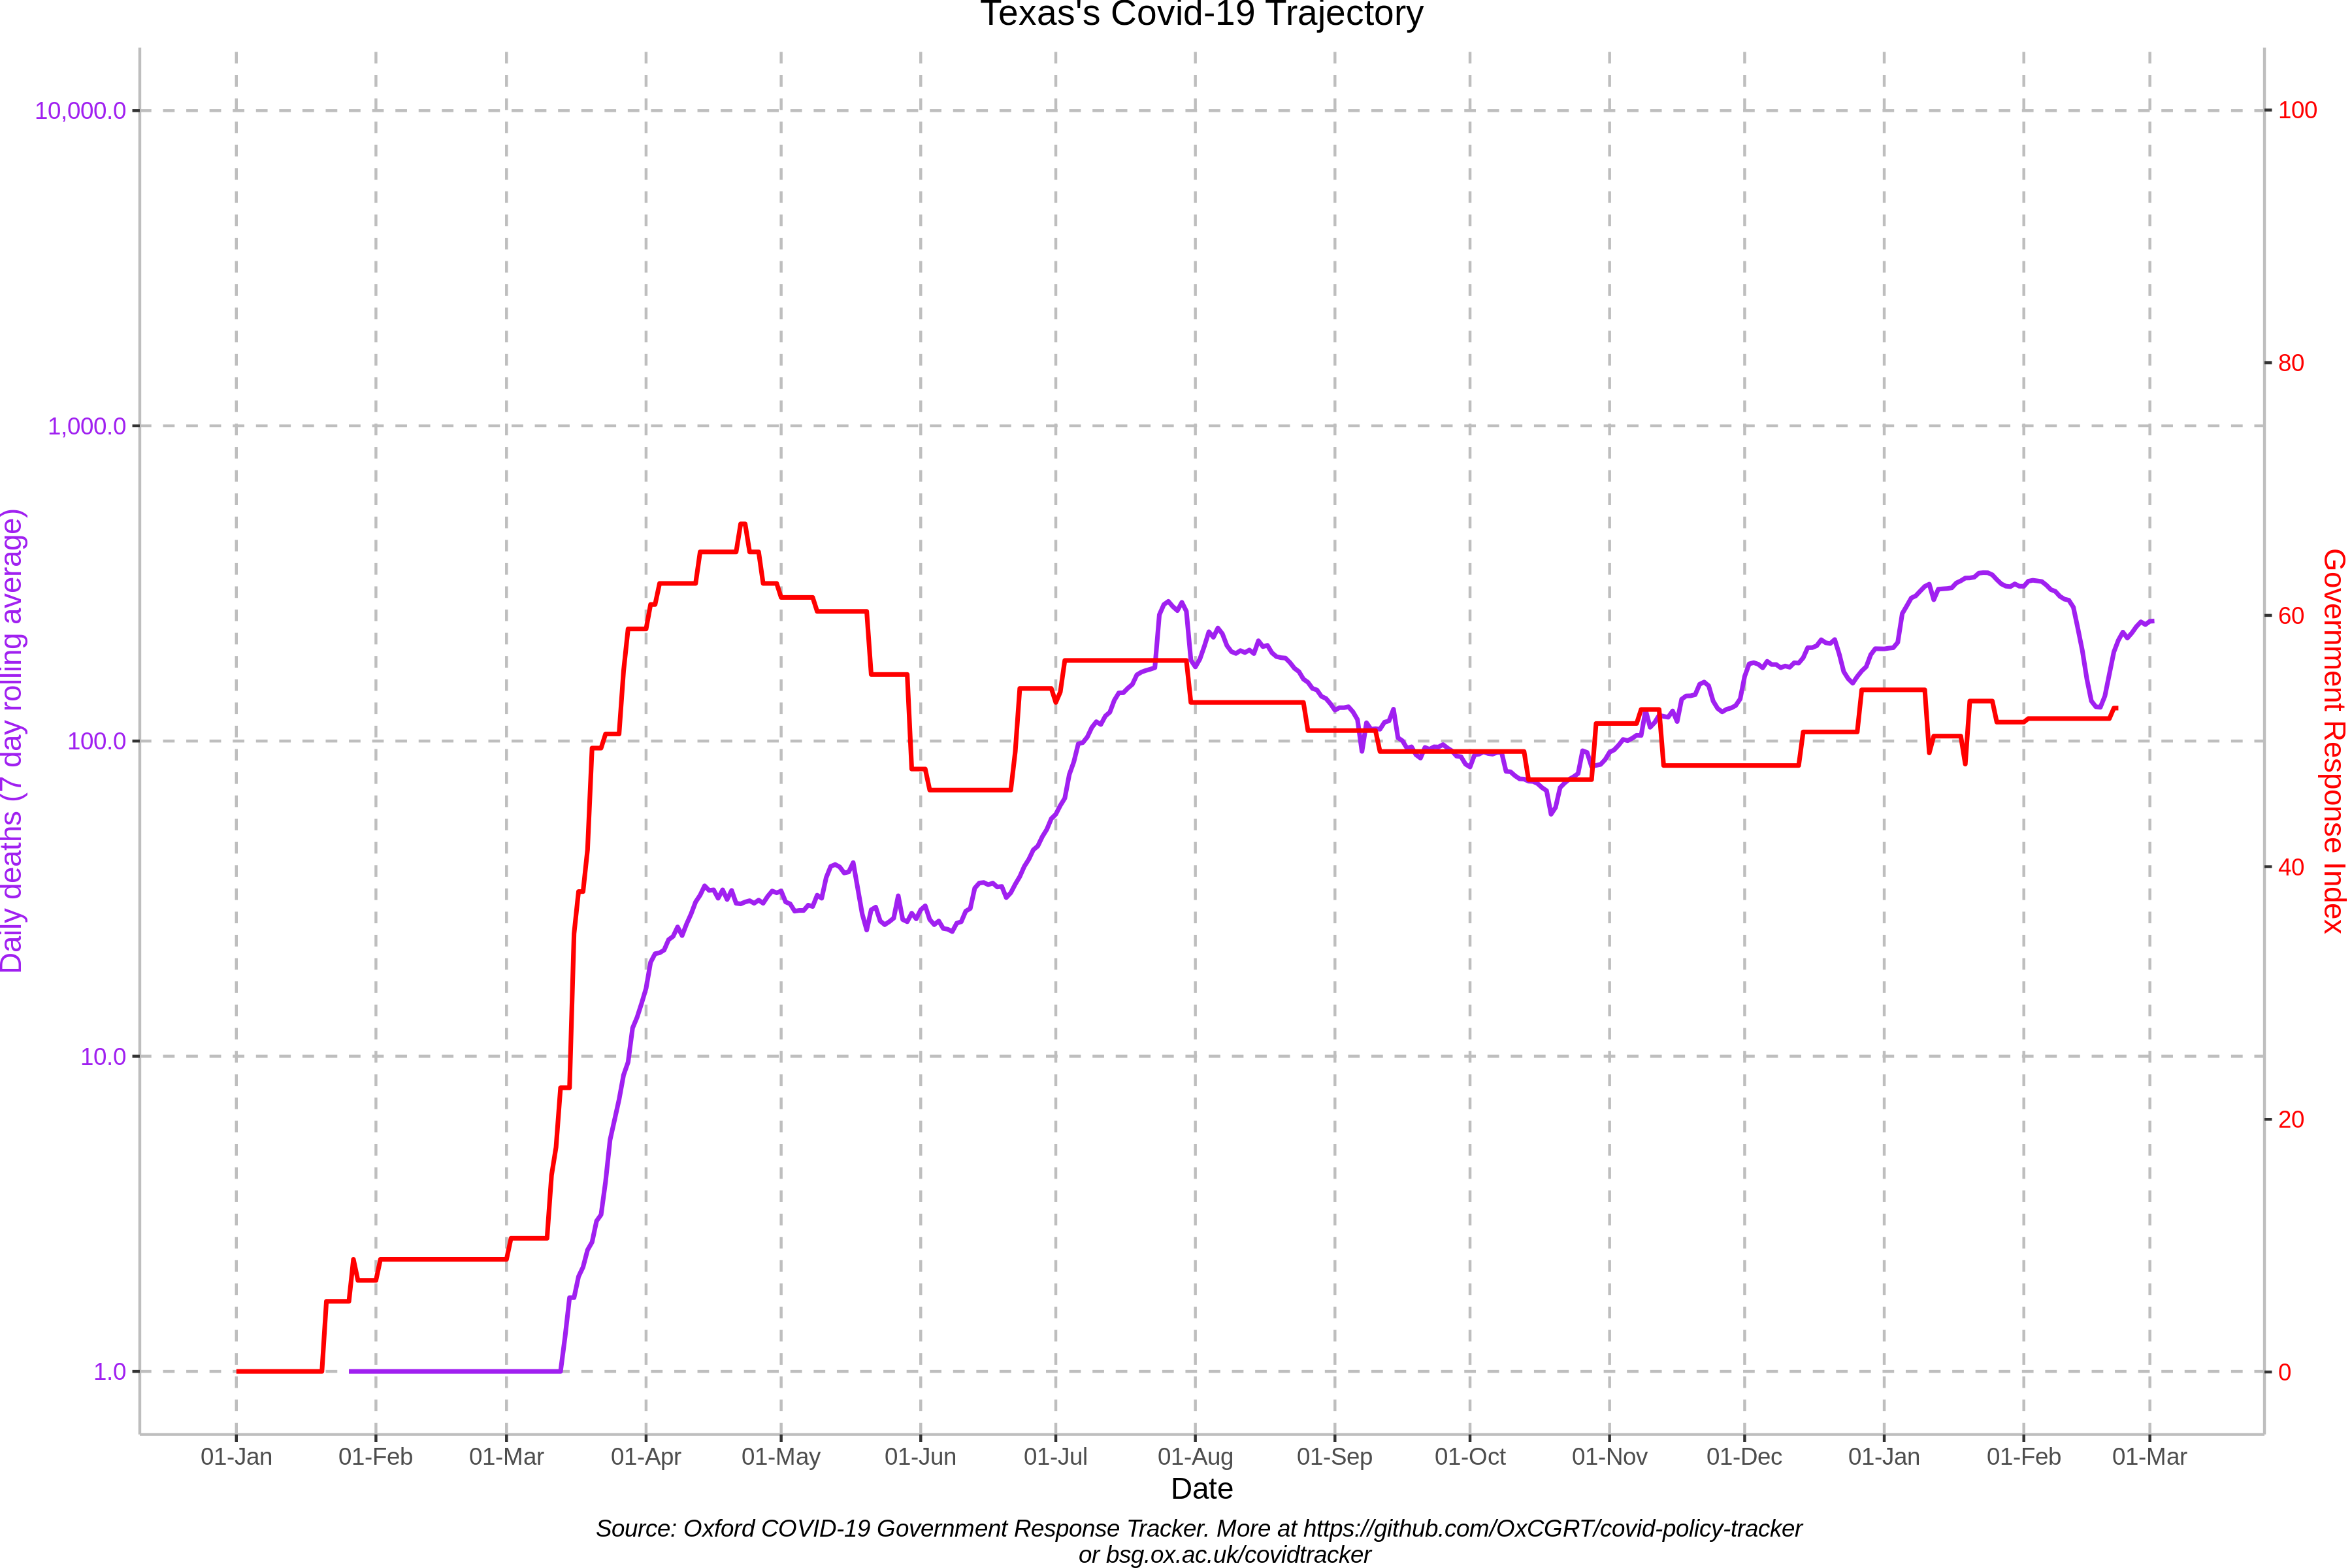 Texas's Covid-19 Trajectory
10,000.0
1,000.0
100.0
10.0
1.0
Daily deaths (7 day rolling average)
100
80
60
40
20
0
Government Response Index
01-Jan 01-Feb 01-Mar 01-Apr 01-May 01-Jun 01-Jul 01-Aug 01-Sep 01-Oct 01-Nov 01-Dec 01-Jan 01-Feb 01-Mar
Date
Source: Oxford COVID-19 Government Response Tracker. More at https://github.com/OxCGRT/covid-policy-tracker
or bsg.ox.ac.uk/covidtracker